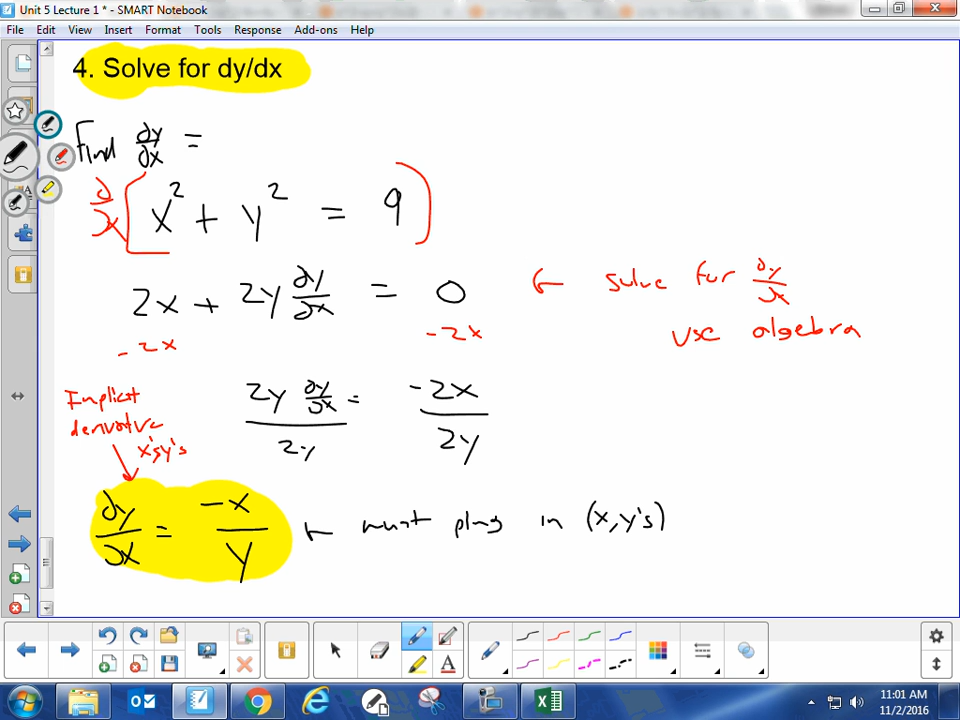 Unit 5 Lecture 1 * - SMART Notebook
File Edit View Insert Format Tools Response Add-ons Help
4. Solve for dy/dx
Find dy/dx =
d/dx [x² + y² = 9)
2x + 2y dy/dx = 0 ← solve for dy/dx
-2x -2x use algebra
2y dy/dx / 2y = -2x / 2y
Implicit
derivative
x's y's
dy/dx = -x/y ← must plug in (x, y's)
A
11:01 AM
11/2/2016